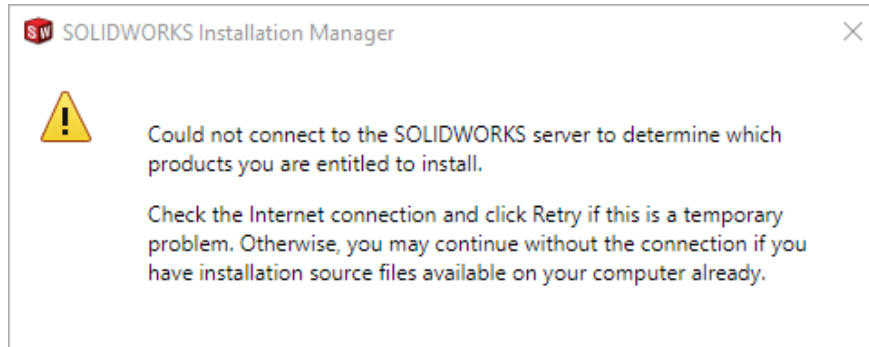 SW SOLIDWORKS Installation Manager
Could not connect to the SOLIDWORKS server to determine which
products you are entitled to install.
Check the Internet connection and click Retry if this is a temporary
problem. Otherwise, you may continue without the connection if you
have installation source files available on your computer already.